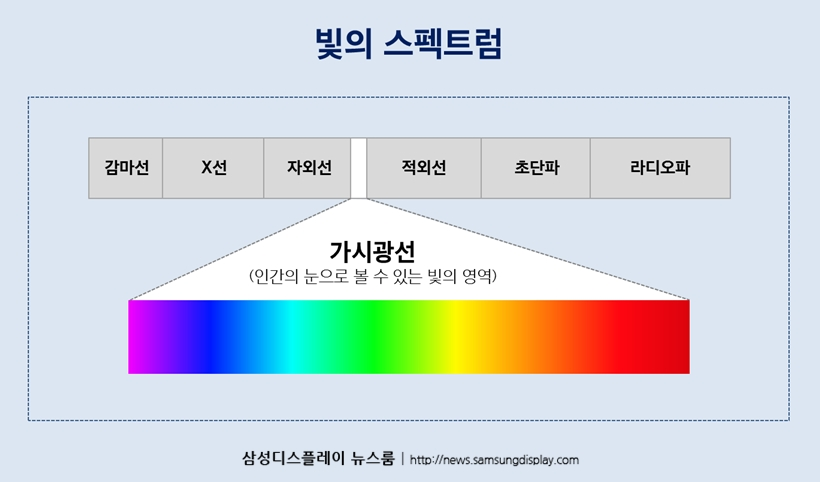 빛의 스펙트럼
감마선 X선 자외선 적외선 초단파 라디오파
가시광선
(인간의 눈으로 볼 수 있는 빛의 영역)
삼성디스플레이 뉴스룸 | http://news.samsungdisplay.com